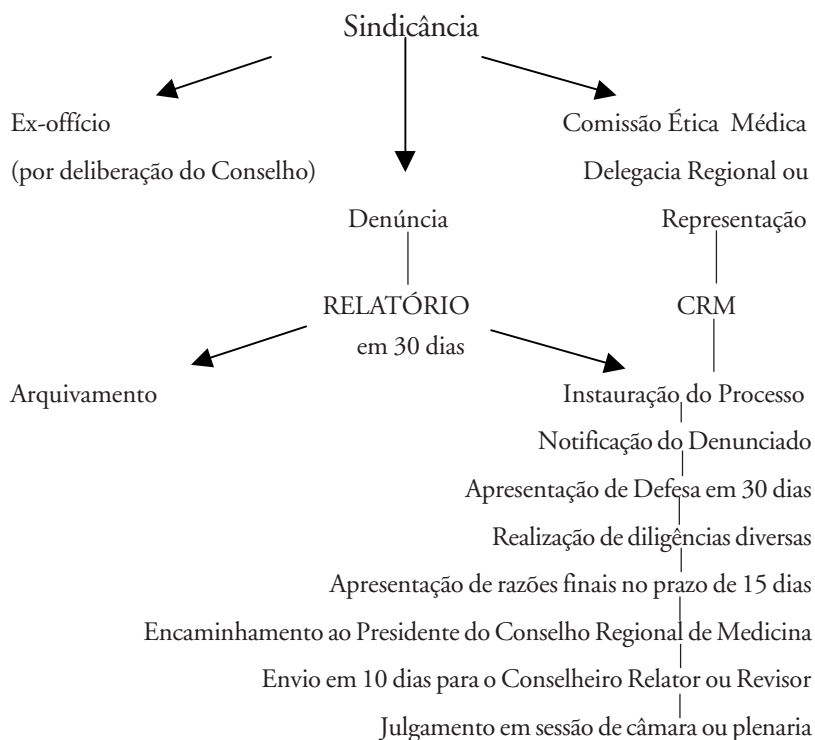 Sindicância
Ex-offício
(por deliberação do Conselho)
Comissão Ética Médica
Delegacia Regional ou
Denúncia
Representação
RELATÓRIO
em 30 dias
CRM
Arquivamento
Instauração do Processo
Notificação do Denunciado
Apresentação de Defesa em 30 dias
Realização de diligências diversas
Apresentação de razões finais no prazo de 15 dias
Encaminhamento ao Presidente do Conselho Regional de Medicina
Envio em 10 dias para o Conselheiro Relator ou Revisor
Julgamento em sessão de câmara ou plenaria